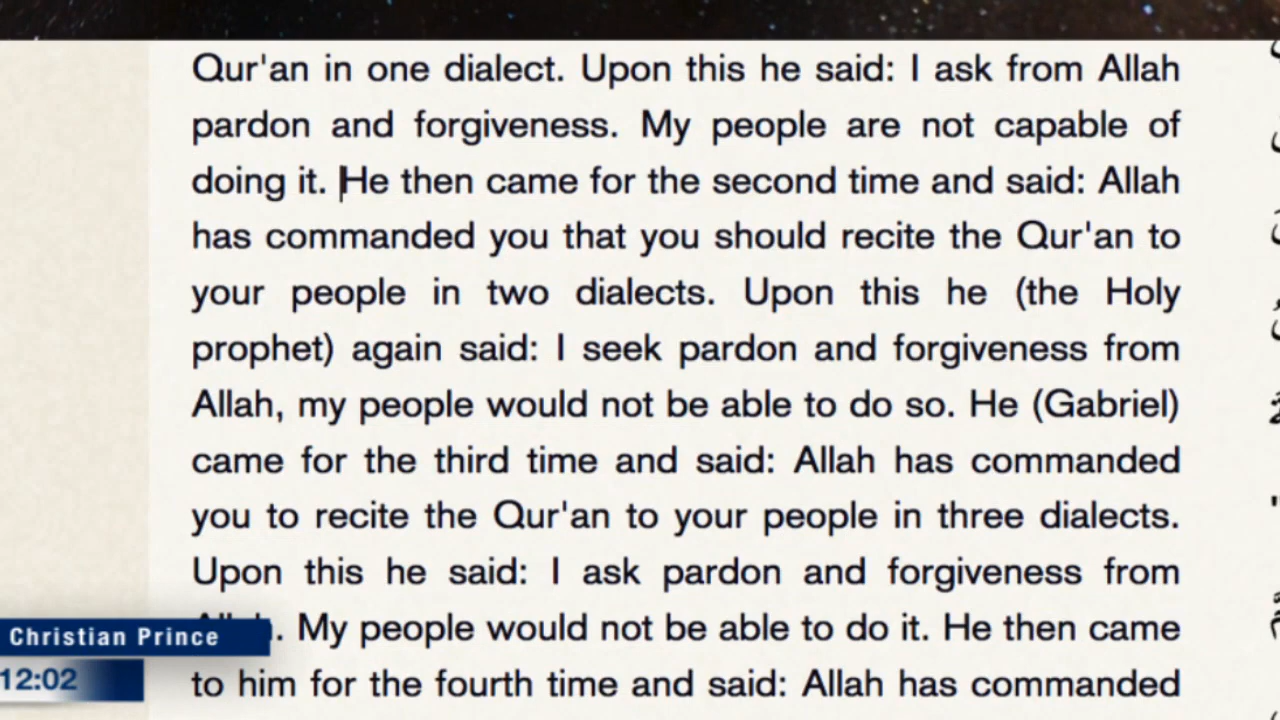 Qur'an in one dialect. Upon this he said: I ask from Allah
pardon and forgiveness. My people are not capable of
doing it. He then came for the second time and said: Allah
has commanded you that you should recite the Qur'an to
your people in two dialects. Upon this he (the Holy
prophet) again said: I seek pardon and forgiveness from
Allah, my people would not be able to do so. He (Gabriel)
came for the third time and said: Allah has commanded
you to recite the Qur'an to your people in three dialects.
Upon this he said: I ask pardon and forgiveness from
Allah. My people would not be able to do it. He then came
to him for the fourth time and said: Allah has commanded
Christian Prince
12:02